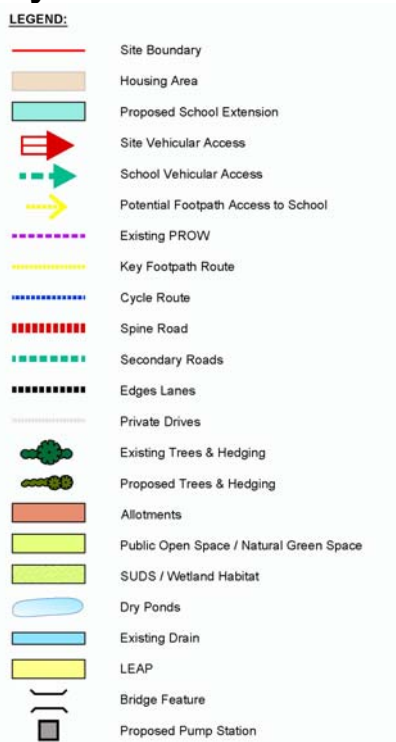 LEGEND:
Site Boundary
Housing Area
Proposed School Extension
Site Vehicular Access
School Vehicular Access
Potential Footpath Access to School
Existing PROW
Key Footpath Route
Cycle Route
Spine Road
Secondary Roads
Edges Lanes
Private Drives
Existing Trees & Hedging
Proposed Trees & Hedging
Allotments
Public Open Space / Natural Green Space
SUDS / Wetland Habitat
Dry Ponds
Existing Drain
LEAP
Bridge Feature
Proposed Pump Station